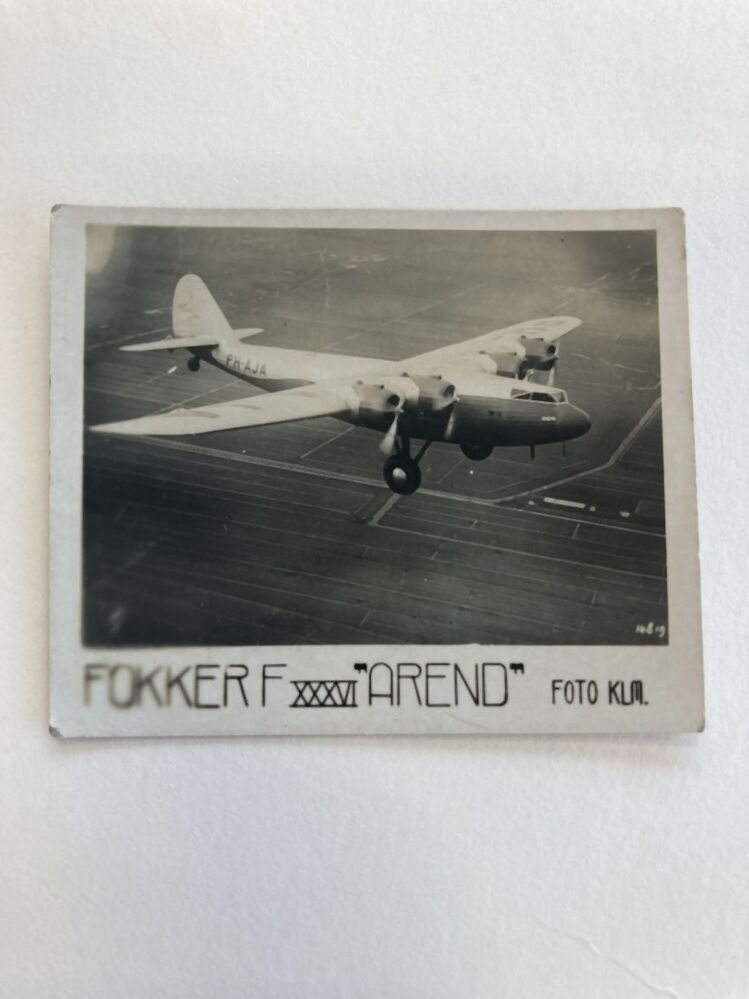 PH-AJA
FOKKER F XXXVI "AREND" FOTO KLM.